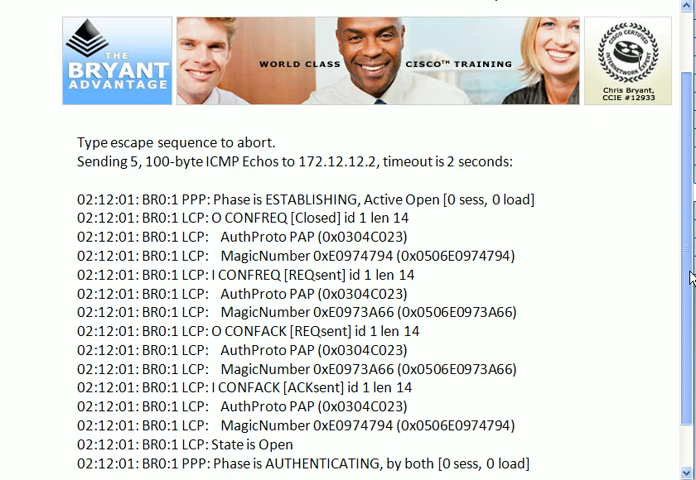 THE
BRYANT
ADVANTAGE
WORLD CLASS CISCO™ TRAINING
CISCO CERTIFIED
INTERNETWORK EXPERT
Chris Bryant,
CCIE #12933
Type escape sequence to abort.
Sending 5, 100-byte ICMP Echos to 172.12.12.2, timeout is 2 seconds:
02:12:01: BR0:1 PPP: Phase is ESTABLISHING, Active Open [0 sess, 0 load]
02:12:01: BR0:1 LCP: O CONFREQ [Closed] id 1 len 14
02:12:01: BR0:1 LCP: AuthProto PAP (0x0304C023)
02:12:01: BR0:1 LCP: MagicNumber 0xE0974794 (0x0506E0974794)
02:12:01: BR0:1 LCP: I CONFREQ [REQsent] id 1 len 14
02:12:01: BR0:1 LCP: AuthProto PAP (0x0304C023)
02:12:01: BR0:1 LCP: MagicNumber 0xE0973A66 (0x0506E0973A66)
02:12:01: BR0:1 LCP: O CONFACK [REQsent] id 1 len 14
02:12:01: BR0:1 LCP: AuthProto PAP (0x0304C023)
02:12:01: BR0:1 LCP: MagicNumber 0xE0973A66 (0x0506E0973A66)
02:12:01: BR0:1 LCP: I CONFACK [ACKsent] id 1 len 14
02:12:01: BR0:1 LCP: AuthProto PAP (0x0304C023)
02:12:01: BR0:1 LCP: MagicNumber 0xE0974794 (0x0506E0974794)
02:12:01: BR0:1 LCP: State is Open
02:12:01: BR0:1 PPP: Phase is AUTHENTICATING, by both [0 sess, 0 load]